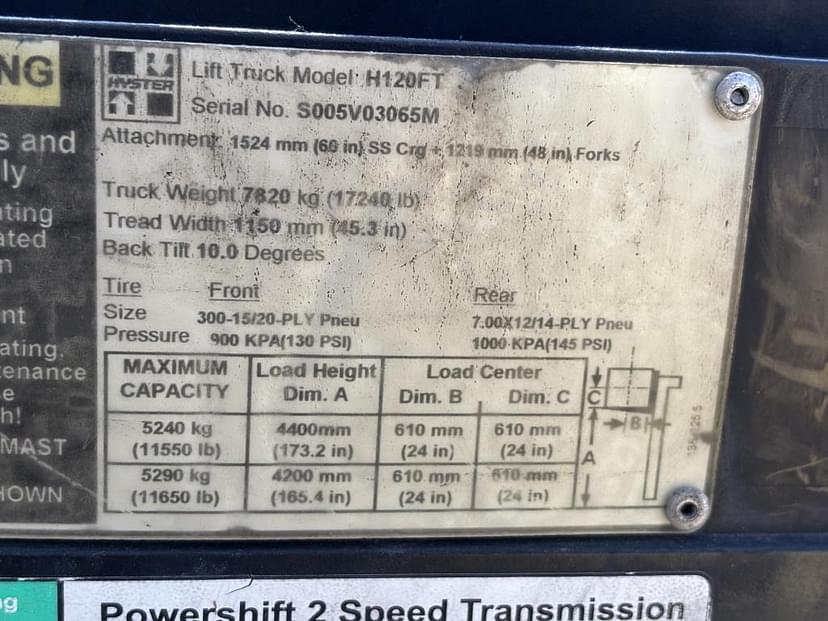 NG
s and
ly
ating
ated
n
nt
ating.
tenance
se
h!
MAST
HOWN
HYSTER
Lift Truck Model: H120FT
Serial No. S005V03065M
Attachment: 1524 mm (60 in) SS Crg + 1219 mm (48 in) Forks
Truck Weight 7820 kg (17240 lb)
Tread Width 1150 mm (45.3 in)
Back Tilt 10.0 Degrees
Tire Front Rear
Size 300-15/20-PLY Pneu 7.00X12/14-PLY Pneu
Pressure 900 KPA(130 PSI) 1000 KPA(145 PSI)
MAXIMUM CAPACITY Load Height Dim. A Load Center Dim. B Dim. C
5240 kg 4400mm 610 mm 610 mm
(11550 lb) (173.2 in) (24 in) (24 in)
5290 kg 4200 mm 610 mm 610 mm
(11650 lb) (165.4 in) (24 in) (24 in)
C
B
A
Powershift 2 Speed Transmission